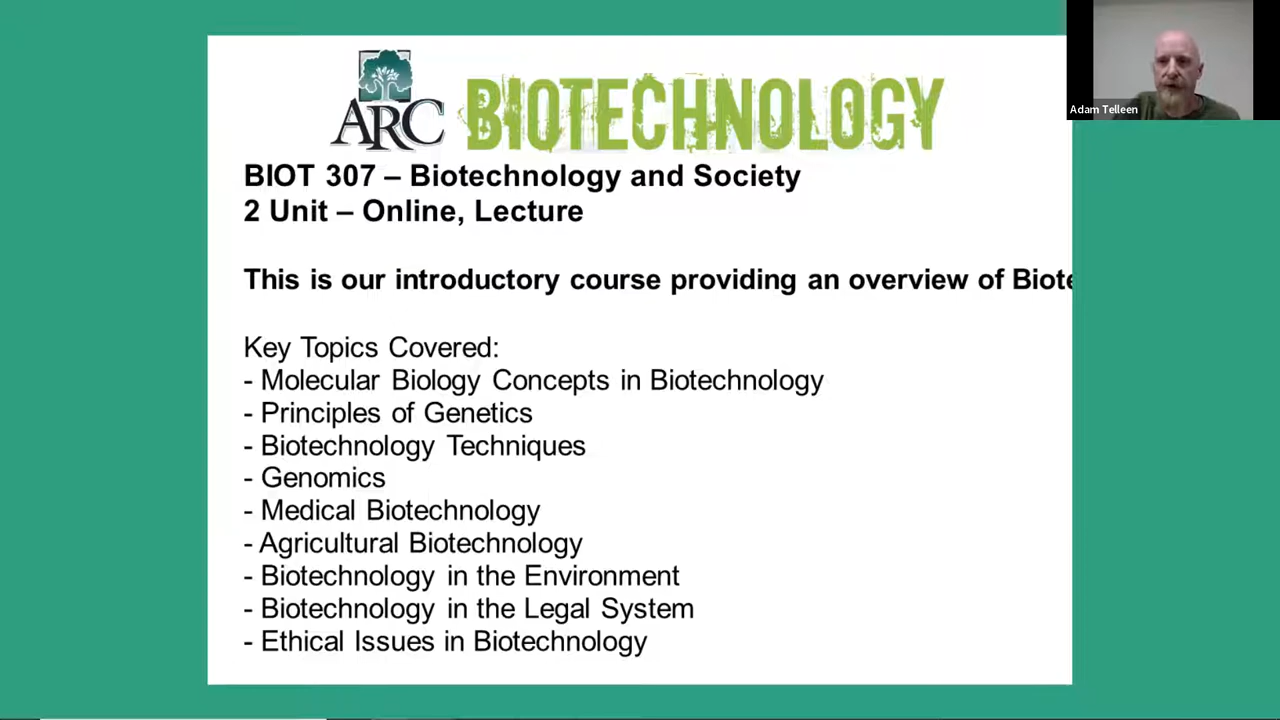 Adam Telleen
ARC BIOTECHNOLOGY
BIOT 307 – Biotechnology and Society
2 Unit – Online, Lecture
This is our introductory course providing an overview of Biote
Key Topics Covered:
- Molecular Biology Concepts in Biotechnology
- Principles of Genetics
- Biotechnology Techniques
- Genomics
- Medical Biotechnology
- Agricultural Biotechnology
- Biotechnology in the Environment
- Biotechnology in the Legal System
- Ethical Issues in Biotechnology